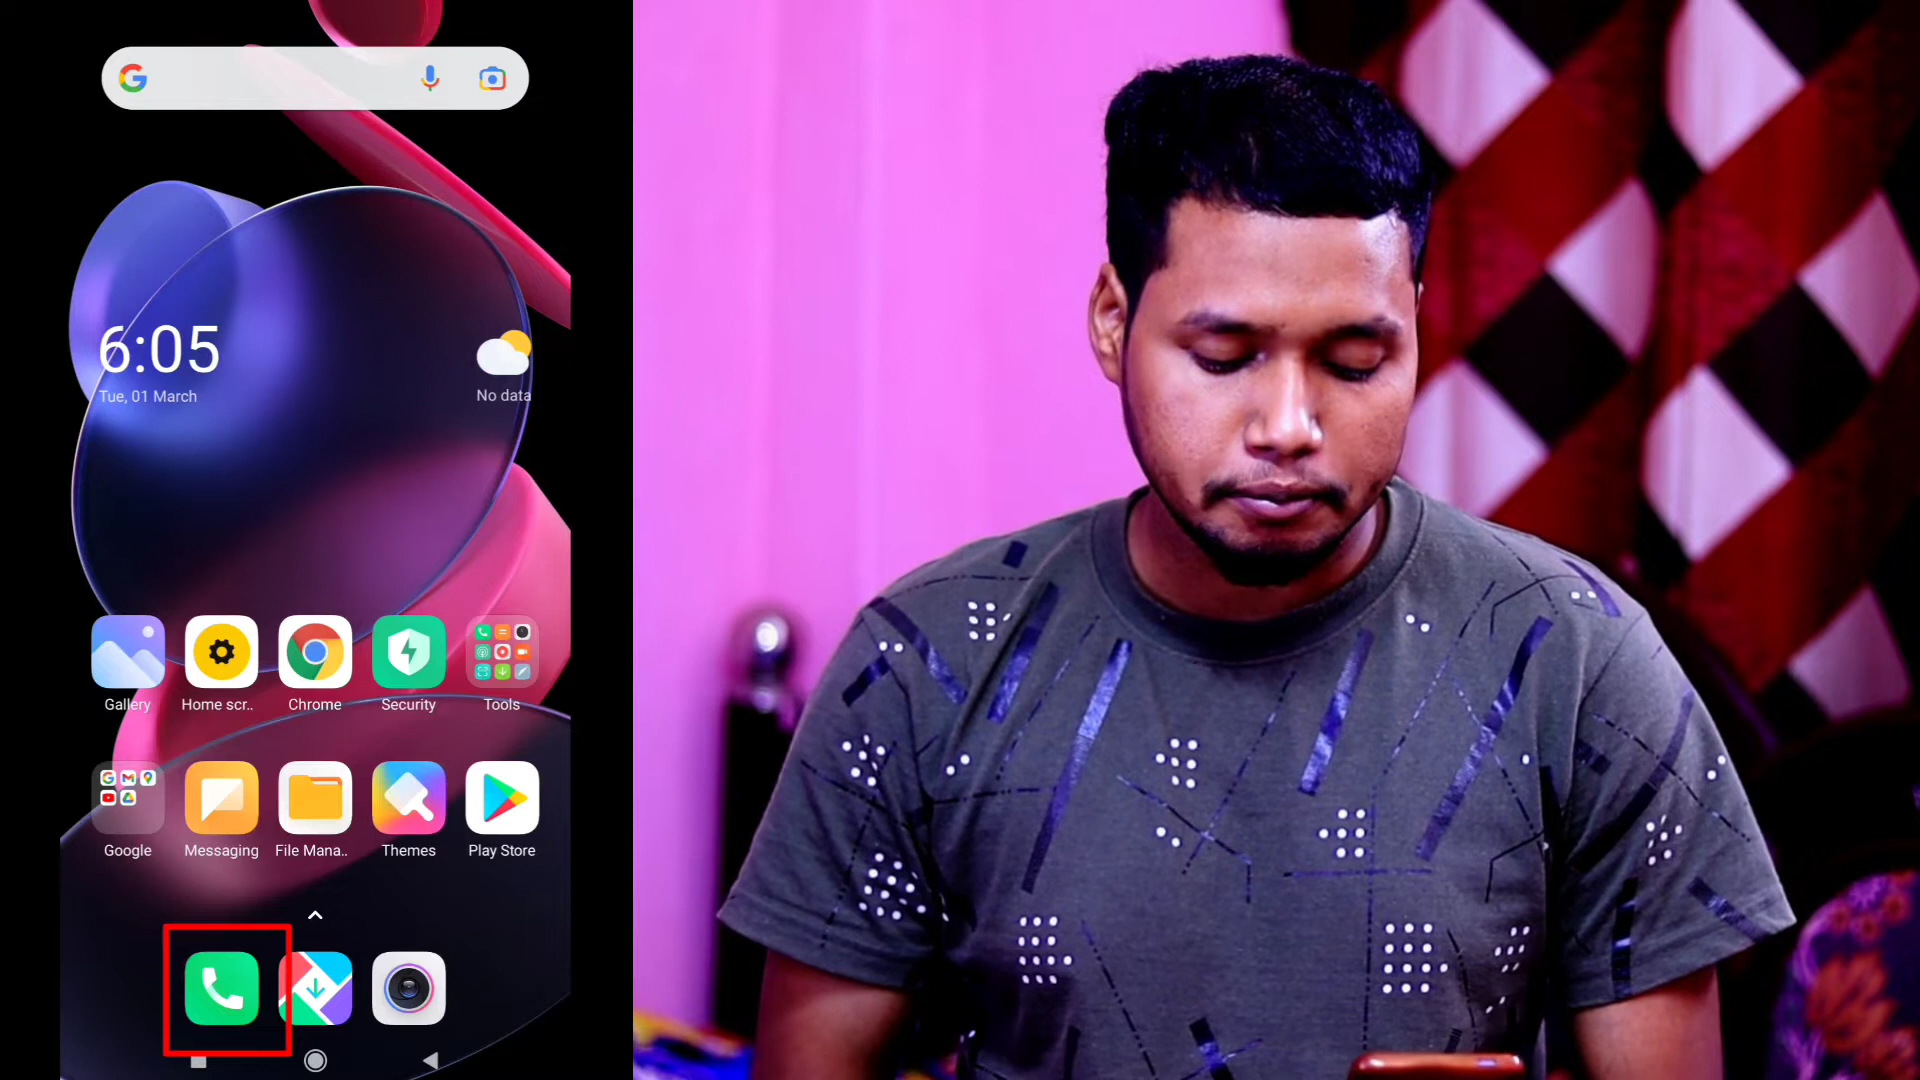 6:05
Tue, 01 March
No data
Gallery
Home scr..
Chrome
Security
Tools
Google
Messaging
File Mana..
Themes
Play Store